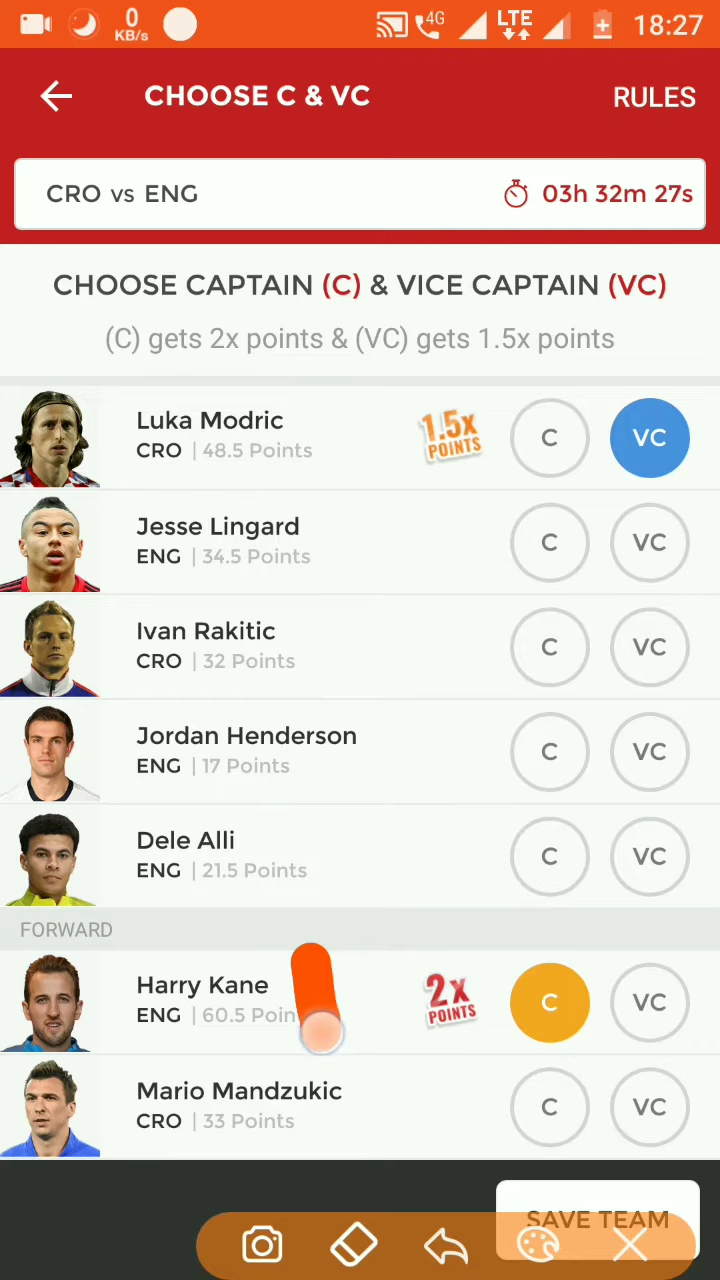 0 KB/s 4G LTE 18:27
CHOOSE C & VC RULES
CRO vs ENG 03h 32m 27s
CHOOSE CAPTAIN (C) & VICE CAPTAIN (VC)
(C) gets 2x points & (VC) gets 1.5x points
Luka Modric
CRO | 48.5 Points
1.5x POINTS
C VC
Jesse Lingard
ENG | 34.5 Points
C VC
Ivan Rakitic
CRO | 32 Points
C VC
Jordan Henderson
ENG | 17 Points
C VC
Dele Alli
ENG | 21.5 Points
C VC
FORWARD
Harry Kane
ENG | 60.5 Poin
2x POINTS
C VC
Mario Mandzukic
CRO | 33 Points
C VC
SAVE TEAM